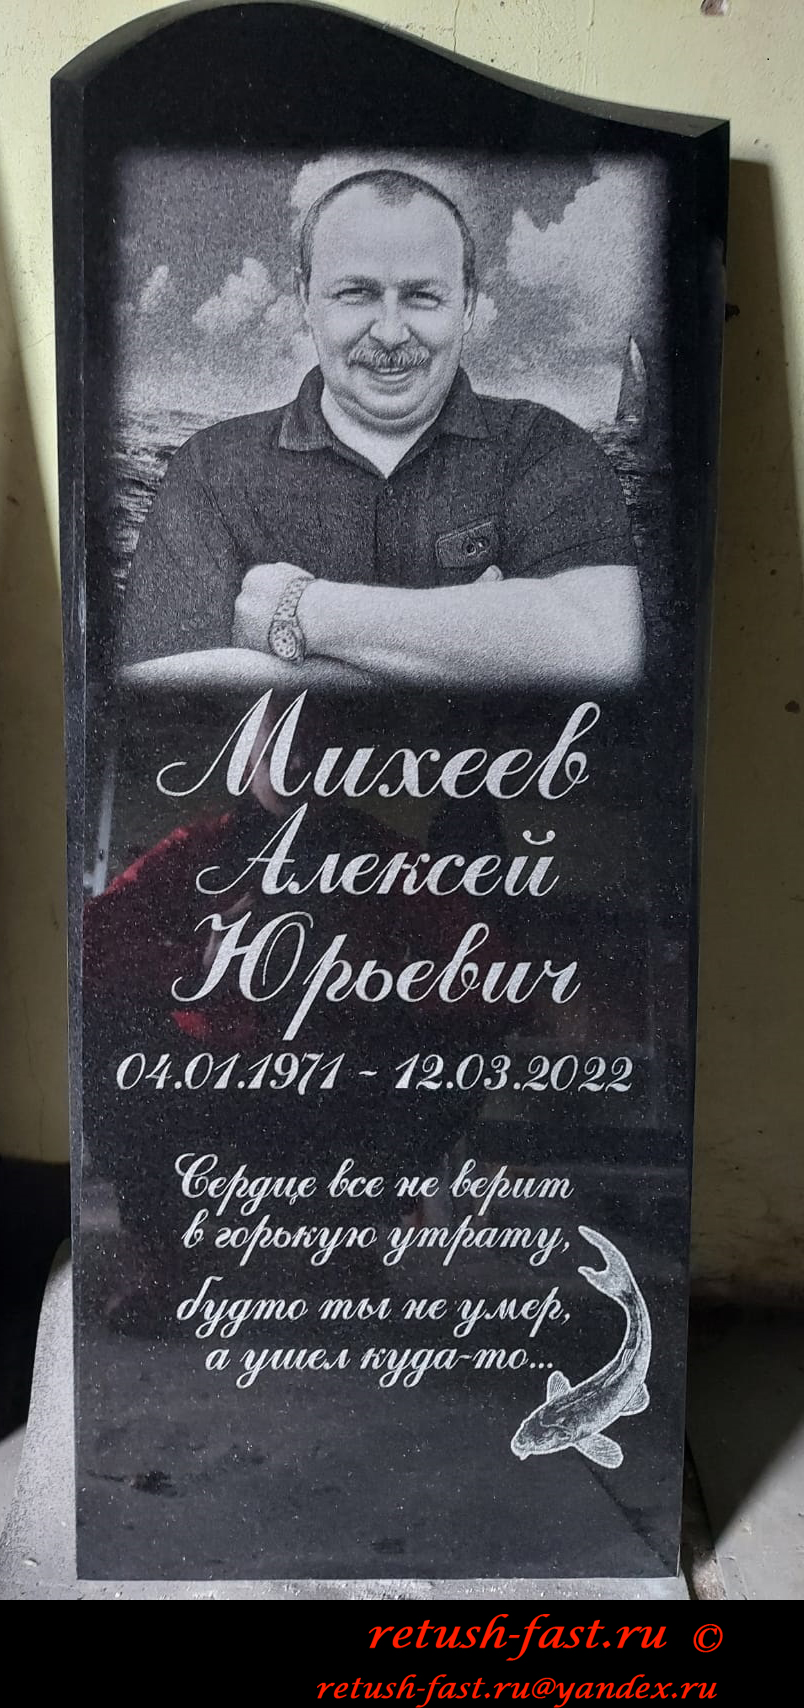 Михеев
Алексей
Юрьевич
04.01.1971 - 12.03.2022
Сердце все не верит
в горькую утрату,
будто ты не умер,
а ушел куда-то...
retush-fast.ru ©
retush-fast.ru@yandex.ru